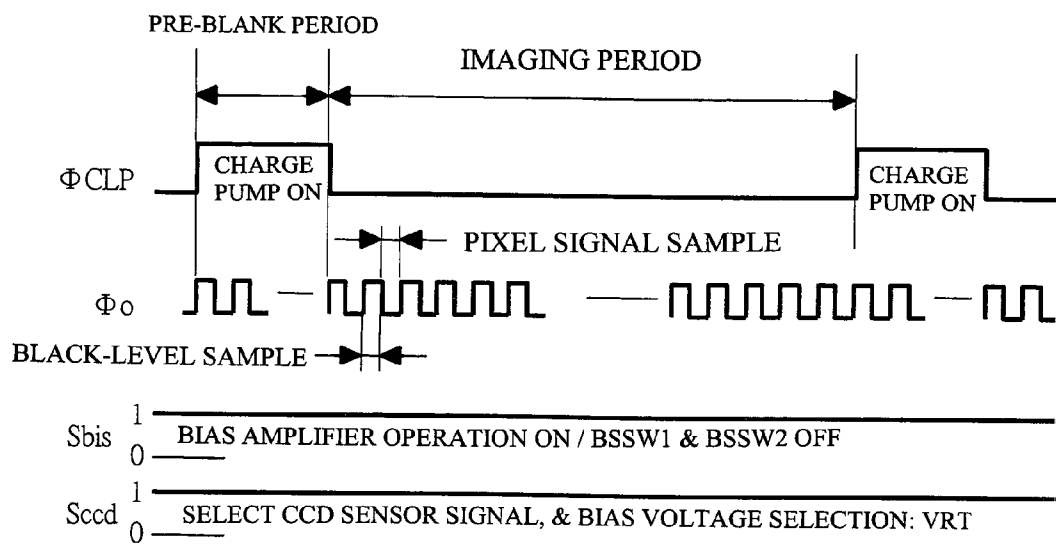 PRE-BLANK PERIOD
IMAGING PERIOD
ΦCLP
CHARGE
PUMP ON
CHARGE
PUMP ON
PIXEL SIGNAL SAMPLE
Φo
BLACK-LEVEL SAMPLE
Sbis
1
0
BIAS AMPLIFIER OPERATION ON / BSSW1 & BSSW2 OFF
Sccd
1
0
SELECT CCD SENSOR SIGNAL, & BIAS VOLTAGE SELECTION: VRT